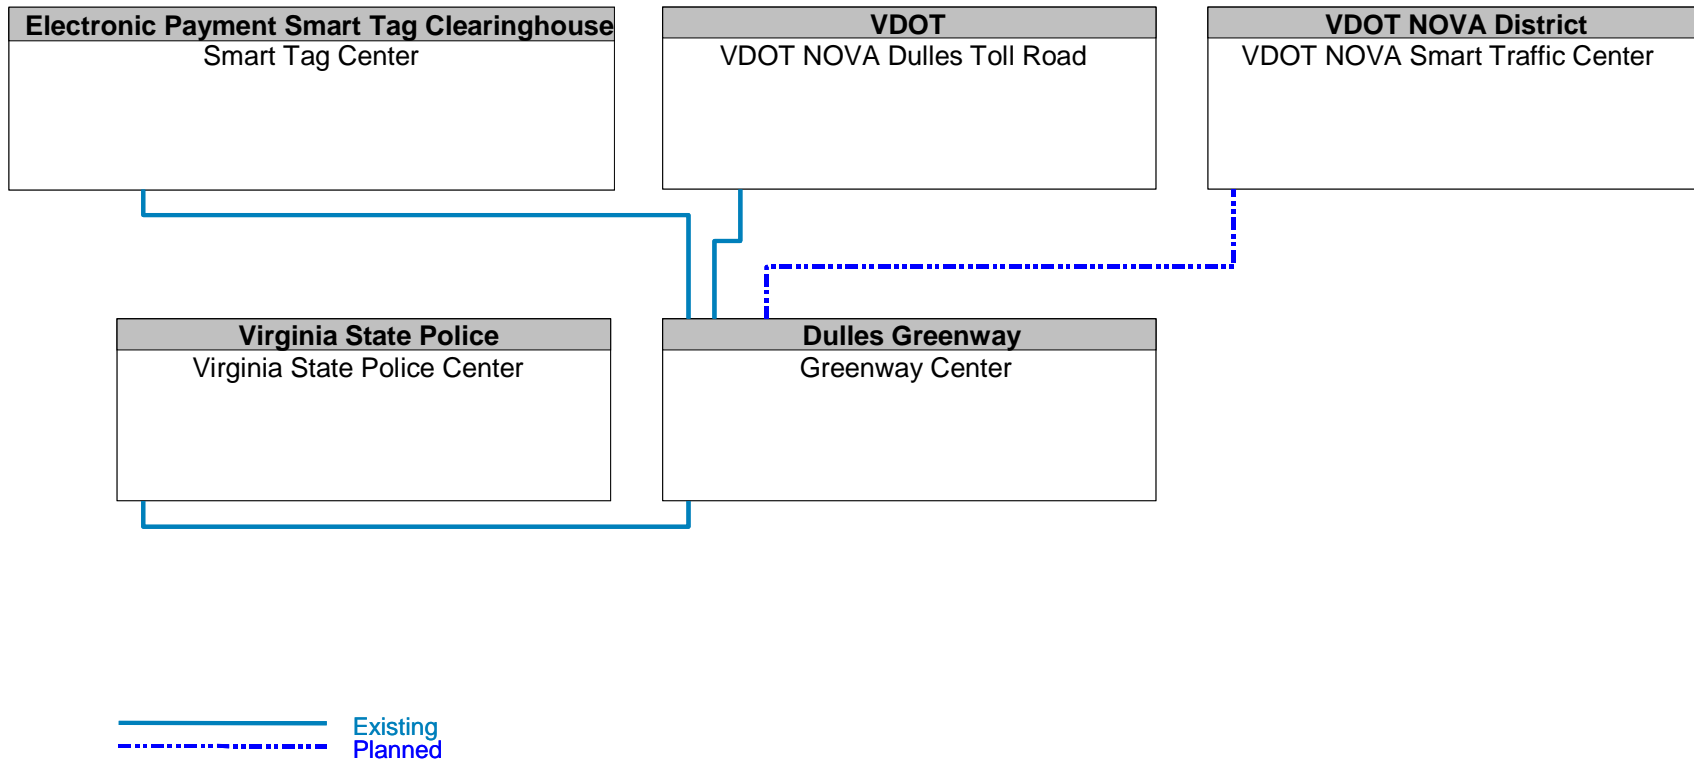 Electronic Payment Smart Tag Clearinghouse
Smart Tag Center
VDOT
VDOT NOVA Dulles Toll Road
VDOT NOVA District
VDOT NOVA Smart Traffic Center
Virginia State Police
Virginia State Police Center
Dulles Greenway
Greenway Center
Existing
Planned